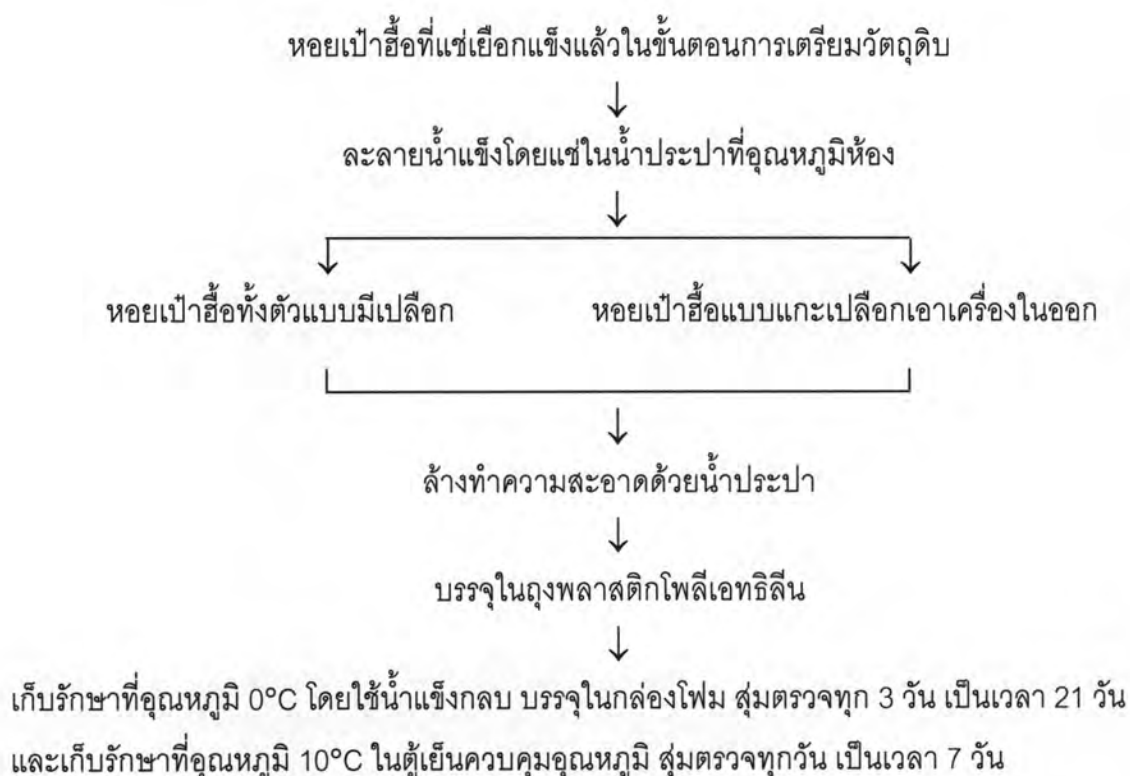 หอยเป๋าฮื้อที่แช่เยือกแข็งแล้วในขั้นตอนการเตรียมวัตถุดิบ
ละลายน้ำแข็งโดยแช่ในน้ำประปาที่อุณหภูมิห้อง
หอยเป๋าฮื้อทั้งตัวแบบมีเปลือก
หอยเป๋าฮื้อแบบแกะเปลือกเอาเครื่องในออก
ล้างทำความสะอาดด้วยน้ำประปา
บรรจุในถุงพลาสติกโพลีเอทธิลีน
เก็บรักษาที่อุณหภูมิ 0°C โดยใช้น้ำแข็งกลบ บรรจุในกล่องโฟม สุ่มตรวจทุก 3 วัน เป็นเวลา 21 วัน
และเก็บรักษาที่อุณหภูมิ 10°C ในตู้เย็นควบคุมอุณหภูมิ สุ่มตรวจทุกวัน เป็นเวลา 7 วัน